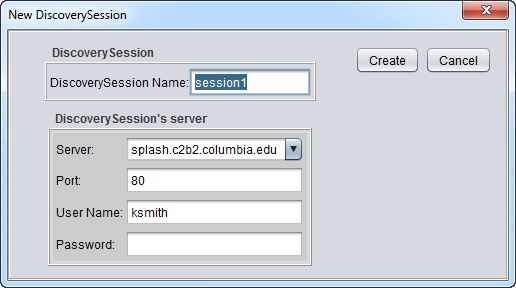 New DiscoverySession
DiscoverySession
DiscoverySession Name: session1
Create Cancel
DiscoverySession's server
Server: splash.c2b2.columbia.edu
Port: 80
User Name: ksmith
Password: